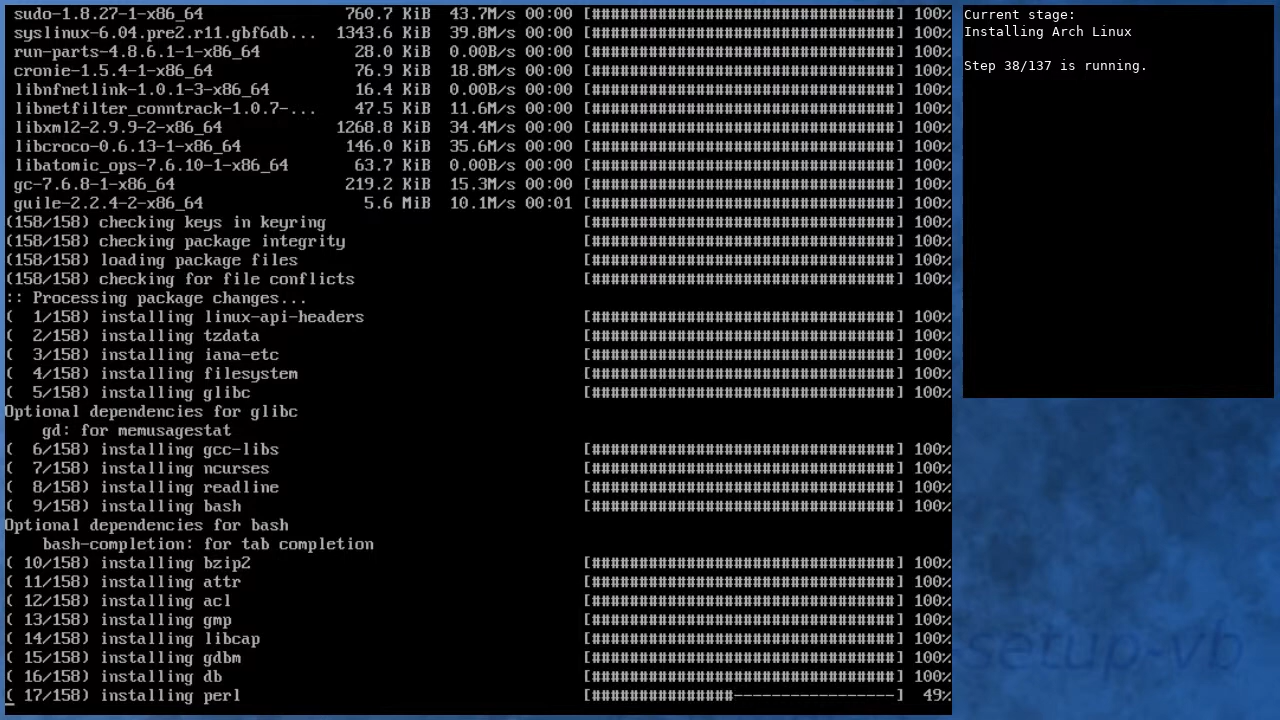 sudo-1.8.27-1-x86_64 760.7 KiB 43.7M/s 00:00 [################################] 100%
syslinux-6.04.pre2.r11.gbf6db... 1343.6 KiB 39.8M/s 00:00 [################################] 100%
run-parts-4.8.6.1-1-x86_64 28.0 KiB 0.00B/s 00:00 [################################] 100%
cronie-1.5.4-1-x86_64 76.9 KiB 18.8M/s 00:00 [################################] 100%
libnfnetlink-1.0.1-3-x86_64 16.4 KiB 0.00B/s 00:00 [################################] 100%
libnetfilter_conntrack-1.0.7-... 47.5 KiB 11.6M/s 00:00 [################################] 100%
libxml2-2.9.9-2-x86_64 1268.8 KiB 34.4M/s 00:00 [################################] 100%
libcroco-0.6.13-1-x86_64 146.0 KiB 35.6M/s 00:00 [################################] 100%
libatomic_ops-7.6.10-1-x86_64 63.7 KiB 0.00B/s 00:00 [################################] 100%
gc-7.6.8-1-x86_64 219.2 KiB 15.3M/s 00:00 [################################] 100%
guile-2.2.4-2-x86_64 5.6 MiB 10.1M/s 00:01 [################################] 100%
(158/158) checking keys in keyring [################################] 100%
(158/158) checking package integrity [################################] 100%
(158/158) loading package files [################################] 100%
(158/158) checking for file conflicts [################################] 100%
:: Processing package changes...
( 1/158) installing linux-api-headers [################################] 100%
( 2/158) installing tzdata [################################] 100%
( 3/158) installing iana-etc [################################] 100%
( 4/158) installing filesystem [################################] 100%
( 5/158) installing glibc [################################] 100%
Optional dependencies for glibc
gd: for memusagestat
( 6/158) installing gcc-libs [################################] 100%
( 7/158) installing ncurses [################################] 100%
( 8/158) installing readline [################################] 100%
( 9/158) installing bash [################################] 100%
Optional dependencies for bash
bash-completion: for tab completion
( 10/158) installing bzip2 [################################] 100%
( 11/158) installing attr [################################] 100%
( 12/158) installing acl [################################] 100%
( 13/158) installing gmp [################################] 100%
( 14/158) installing libcap [################################] 100%
( 15/158) installing gdbm [################################] 100%
( 16/158) installing db [################################] 100%
( 17/158) installing perl [###############-----------------] 49%
Current stage:
Installing Arch Linux
Step 38/137 is running.
setup-vb